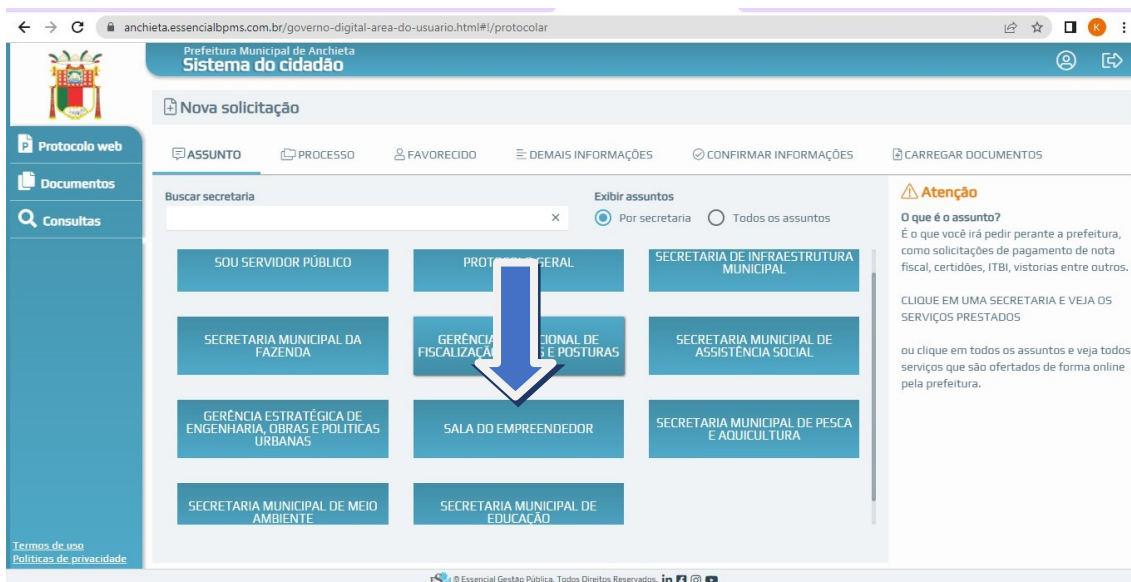 anchieta.essencialbpms.com.br/governo-digital-area-do-usuario.html#!/protocolar
K
Prefeitura Municipal de Anchieta
Sistema do cidadão
Nova solicitação
Protocolo web
Documentos
Consultas
ASSUNTO PROCESSO FAVORECIDO DEMAIS INFORMAÇÕES CONFIRMAR INFORMAÇÕES CARREGAR DOCUMENTOS
Buscar secretaria
Exibir assuntos
Por secretaria Todos os assuntos
SOU SERVIDOR PÚBLICO
GERAL
SECRETARIA DE INFRAESTRUTURA
MUNICIPAL
SECRETARIA MUNICIPAL DA
FAZENDA
DE
E POSTURAS
SECRETARIA MUNICIPAL DE
ASSISTÊNCIA SOCIAL
GERÊNCIA ESTRATÉGICA DE
ENGENHARIA, OBRAS E POLITICAS
URBANAS
SALA DO EMPREENDEDOR
SECRETARIA MUNICIPAL DE PESCA
E AQUICULTURA
SECRETARIA MUNICIPAL DE MEIO
AMBIENTE
SECRETARIA MUNICIPAL DE
EDUCAÇÃO
Atenção
O que é o assunto?
É o que você irá pedir perante a prefeitura,
como solicitações de pagamento de nota
fiscal, certidões, ITBI, vistorias entre outros.
CLIQUE EM UMA SECRETARIA E VEJA OS
SERVIÇOS PRESTADOS
ou clique em todos os assuntos e veja todos
serviços que são ofertados de forma online
pela prefeitura.
Termos de uso
Politicas de privacidade
© Essencial Gestão Pública. Todos Direitos Reservados.